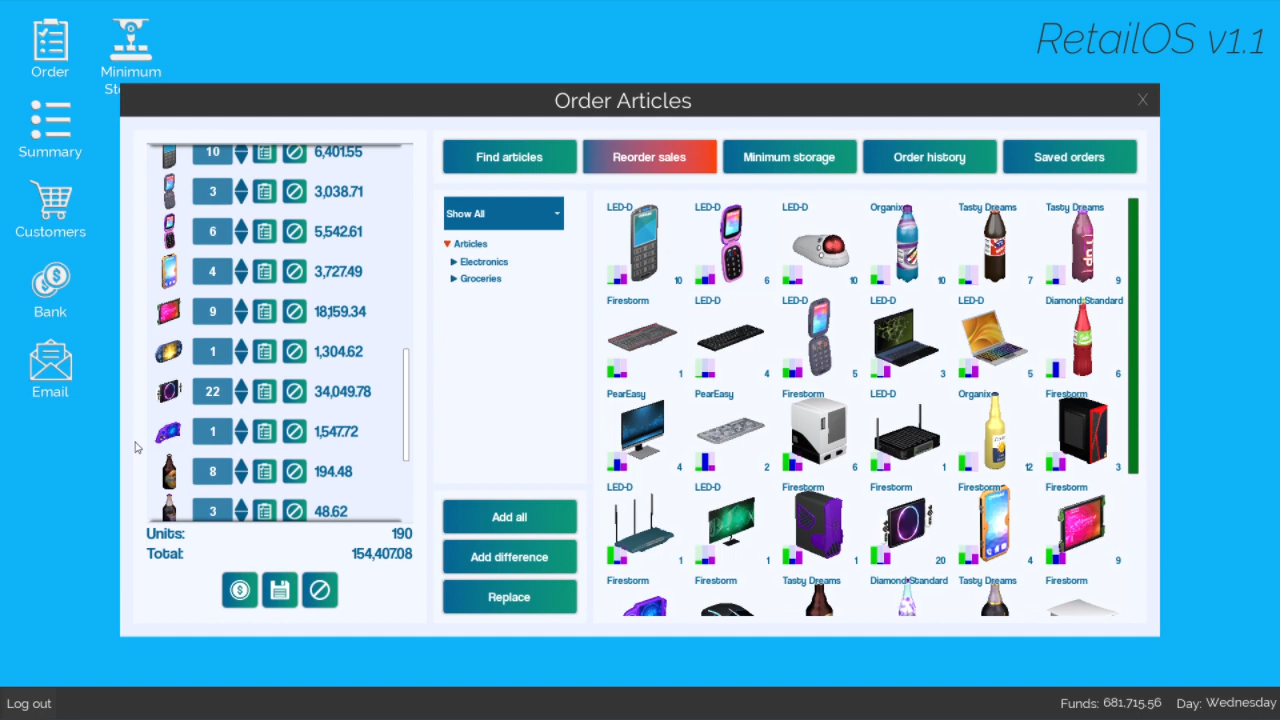 RetailOS v1.1
Order
Minimum
Summary
Customers
Bank
Email
Order Articles
X
10 6,401.55
3 3,038.71
6 5,542.61
4 3,727.49
9 18,159.34
1 1,304.62
22 34,049.78
1 1,547.72
8 194.48
3 48.62
Units: 190
Total: 154,407.08
Find articles
Reorder sales
Minimum storage
Order history
Saved orders
Show All
Articles
Electronics
Groceries
Add all
Add difference
Replace
LED-D LED-D LED-D Organix Tasty Dreams Tasty Dreams
10 6 10 10 7 9
Firestorm LED-D LED-D LED-D LED-D Diamond Standard
1 4 5 3 5 6
PearEasy PearEasy Firestorm LED-D Organix Firestorm
4 2 6 1 12 3
LED-D LED-D Firestorm Firestorm Firestorm Firestorm
1 1 1 20 4 9
Firestorm Firestorm Tasty Dreams Diamond Standard Tasty Dreams Firestorm
Log out
Funds: 681,715.56 Day: Wednesday